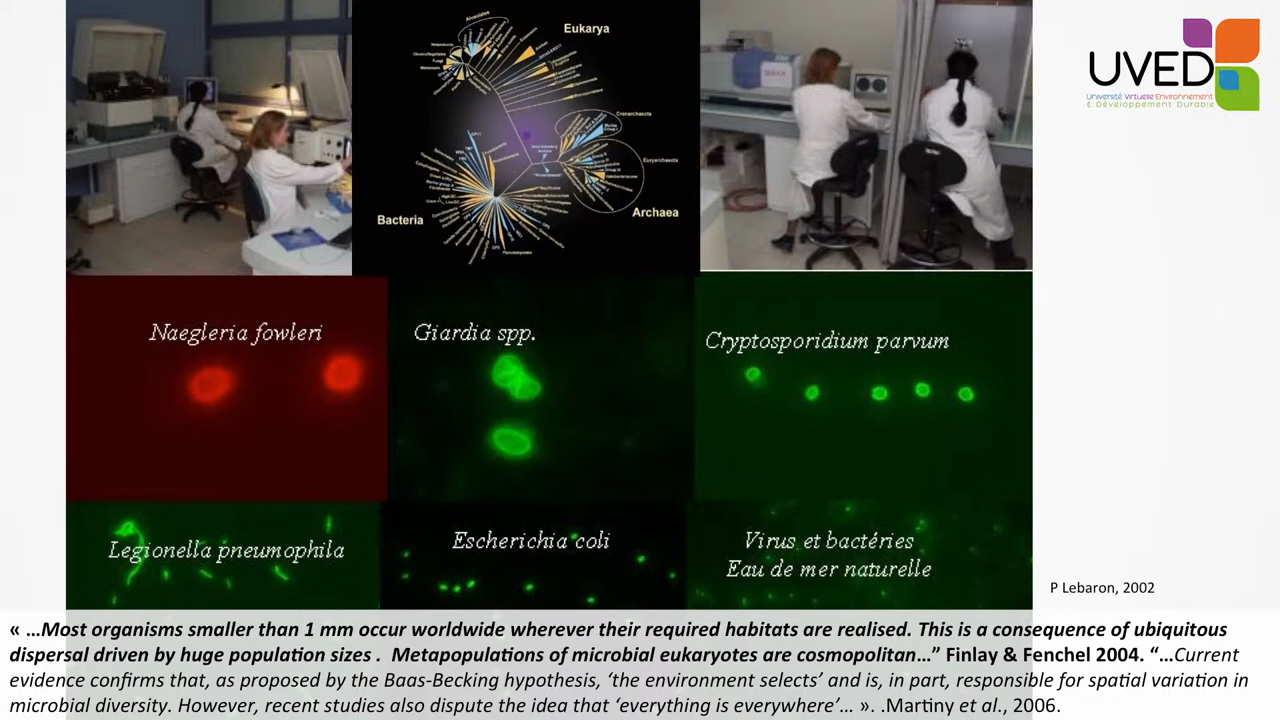 UVED
Université Virtuelle Environnement
& Développement Durable
Eukarya
Alveolates
Fungi
Crenarchaeota
Euryarchaeota
Archaea
Bacteria
OP11
Naegleria fowleri
Giardia spp.
Cryptosporidium parvum
Legionella pneumophila
Escherichia coli
Virus et bactéries
Eau de mer naturelle
P Lebaron, 2002
« …Most organisms smaller than 1 mm occur worldwide wherever their required habitats are realised. This is a consequence of ubiquitous
dispersal driven by huge population sizes . Metapopulations of microbial eukaryotes are cosmopolitan…” Finlay & Fenchel 2004. “…Current
evidence confirms that, as proposed by the Baas-Becking hypothesis, ‘the environment selects’ and is, in part, responsible for spatial variation in
microbial diversity. However, recent studies also dispute the idea that ‘everything is everywhere’… ». .Martiny et al., 2006.